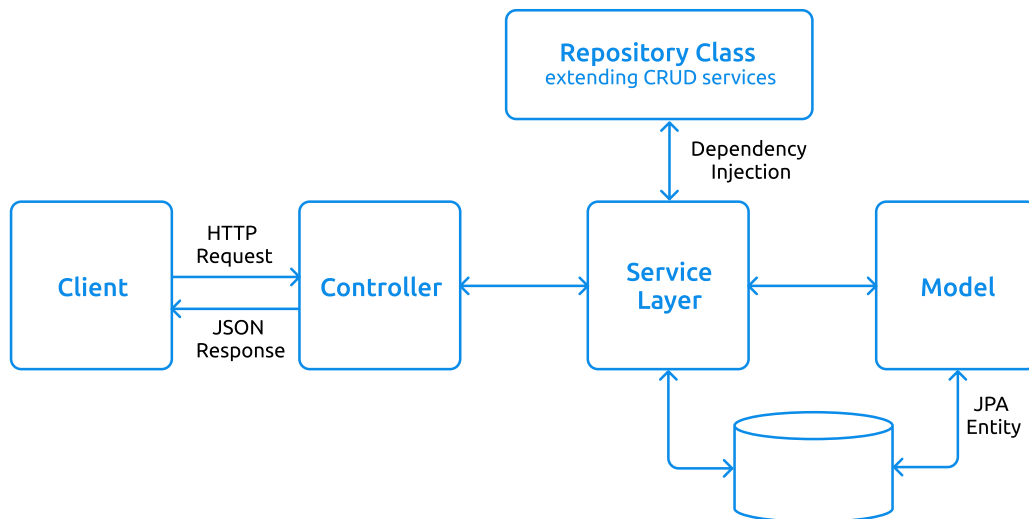 Repository Class
extending CRUD services
Dependency
Injection
HTTP
Request
Client
Controller
JSON
Response
Service
Layer
Model
JPA
Entity